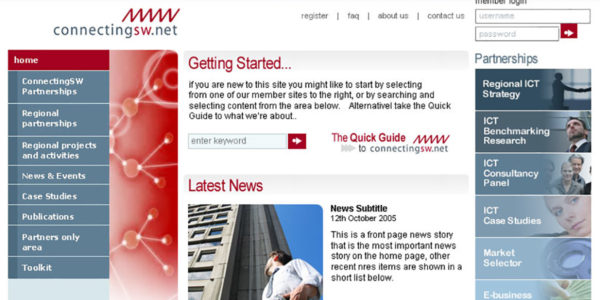 member login
connectingsw.net
register | faq | about us | contact us
username
password
home
ConnectingSW
Partnerships
Regional
partnerships
Regional projects
and activities
News & Events
Case Studies
Publications
Partners only
area
Toolkit
Getting Started...
if you are new to this site you might like to start by selecting
from one of our member sites to the right, or by searching and
selecting content from the area below. Alternativel take the Quick
Guide to what we're about..
enter keyword
The Quick Guide
to connectingsw.net
Latest News
News Subtitle
12th October 2005
This is a front page news story
that is the most important news
story on the home page, other
recent nres items are shown in a
short list below.
Partnerships
Regional ICT
Strategy
ICT
Benchmarking
Research
ICT
Consultancy
Panel
ICT
Case Studies
Market
Selector
E-business